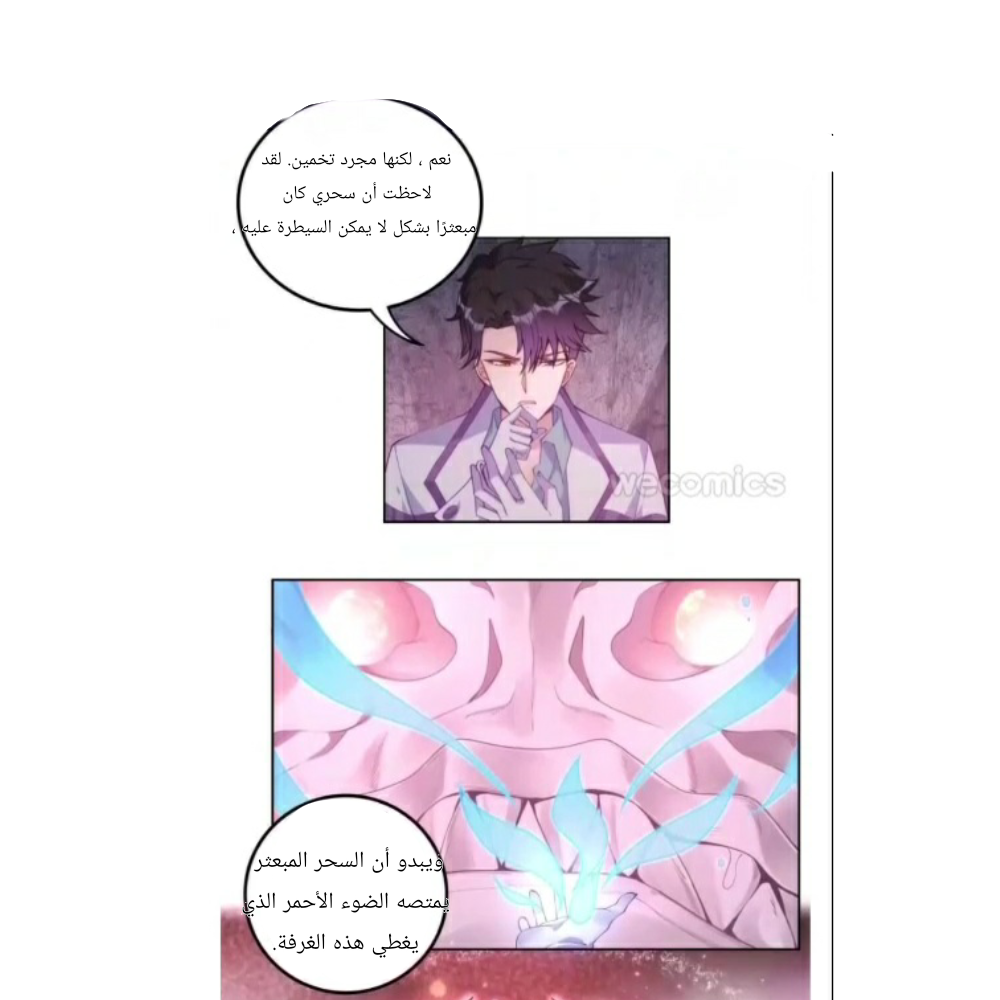 نعم ، لكنها مجرد تخمين. لقد
لاحظت أن سحري كان
مبعثرًا بشكل لا يمكن السيطرة عليه ،
wecomics
ويبدو أن السحر المبعثر
يمتصه الضوء الأحمر الذي
يغطي هذه الغرفة.